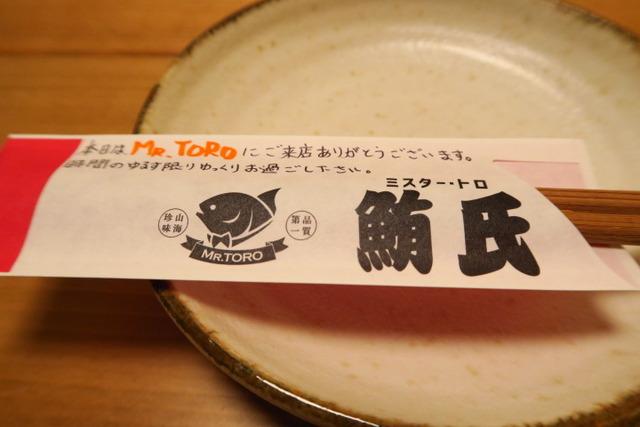 本日は MR.TORO にご来店ありがとうございます。
時間のゆるす限りゆっくりお過ごし下さい。
ミスター・トロ
鮪氏
山海
珍味
品質
第一
MR.TORO